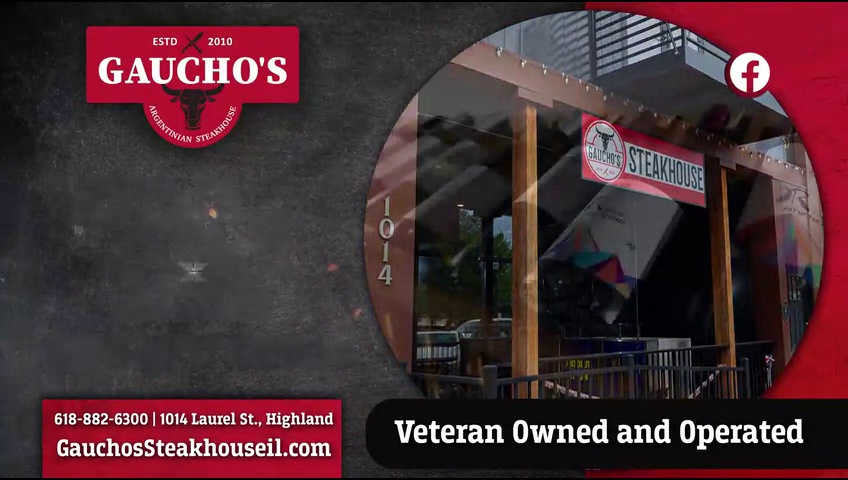 ESTD 2010
GAUCHO'S
ARGENTINIAN STEAKHOUSE
GAUCHO'S
STEAKHOUSE
1014
618-882-6300 | 1014 Laurel St., Highland
GauchosSteakhouseil.com
Veteran Owned and Operated